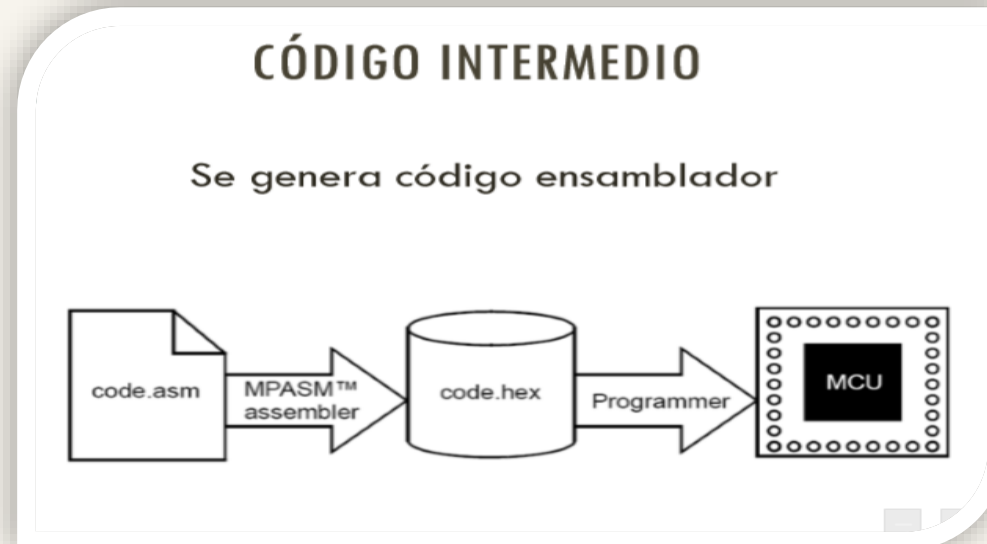 CÓDIGO INTERMEDIO
Se genera código ensamblador
code.asm
MPASM™
assembler
code.hex
Programmer
MCU